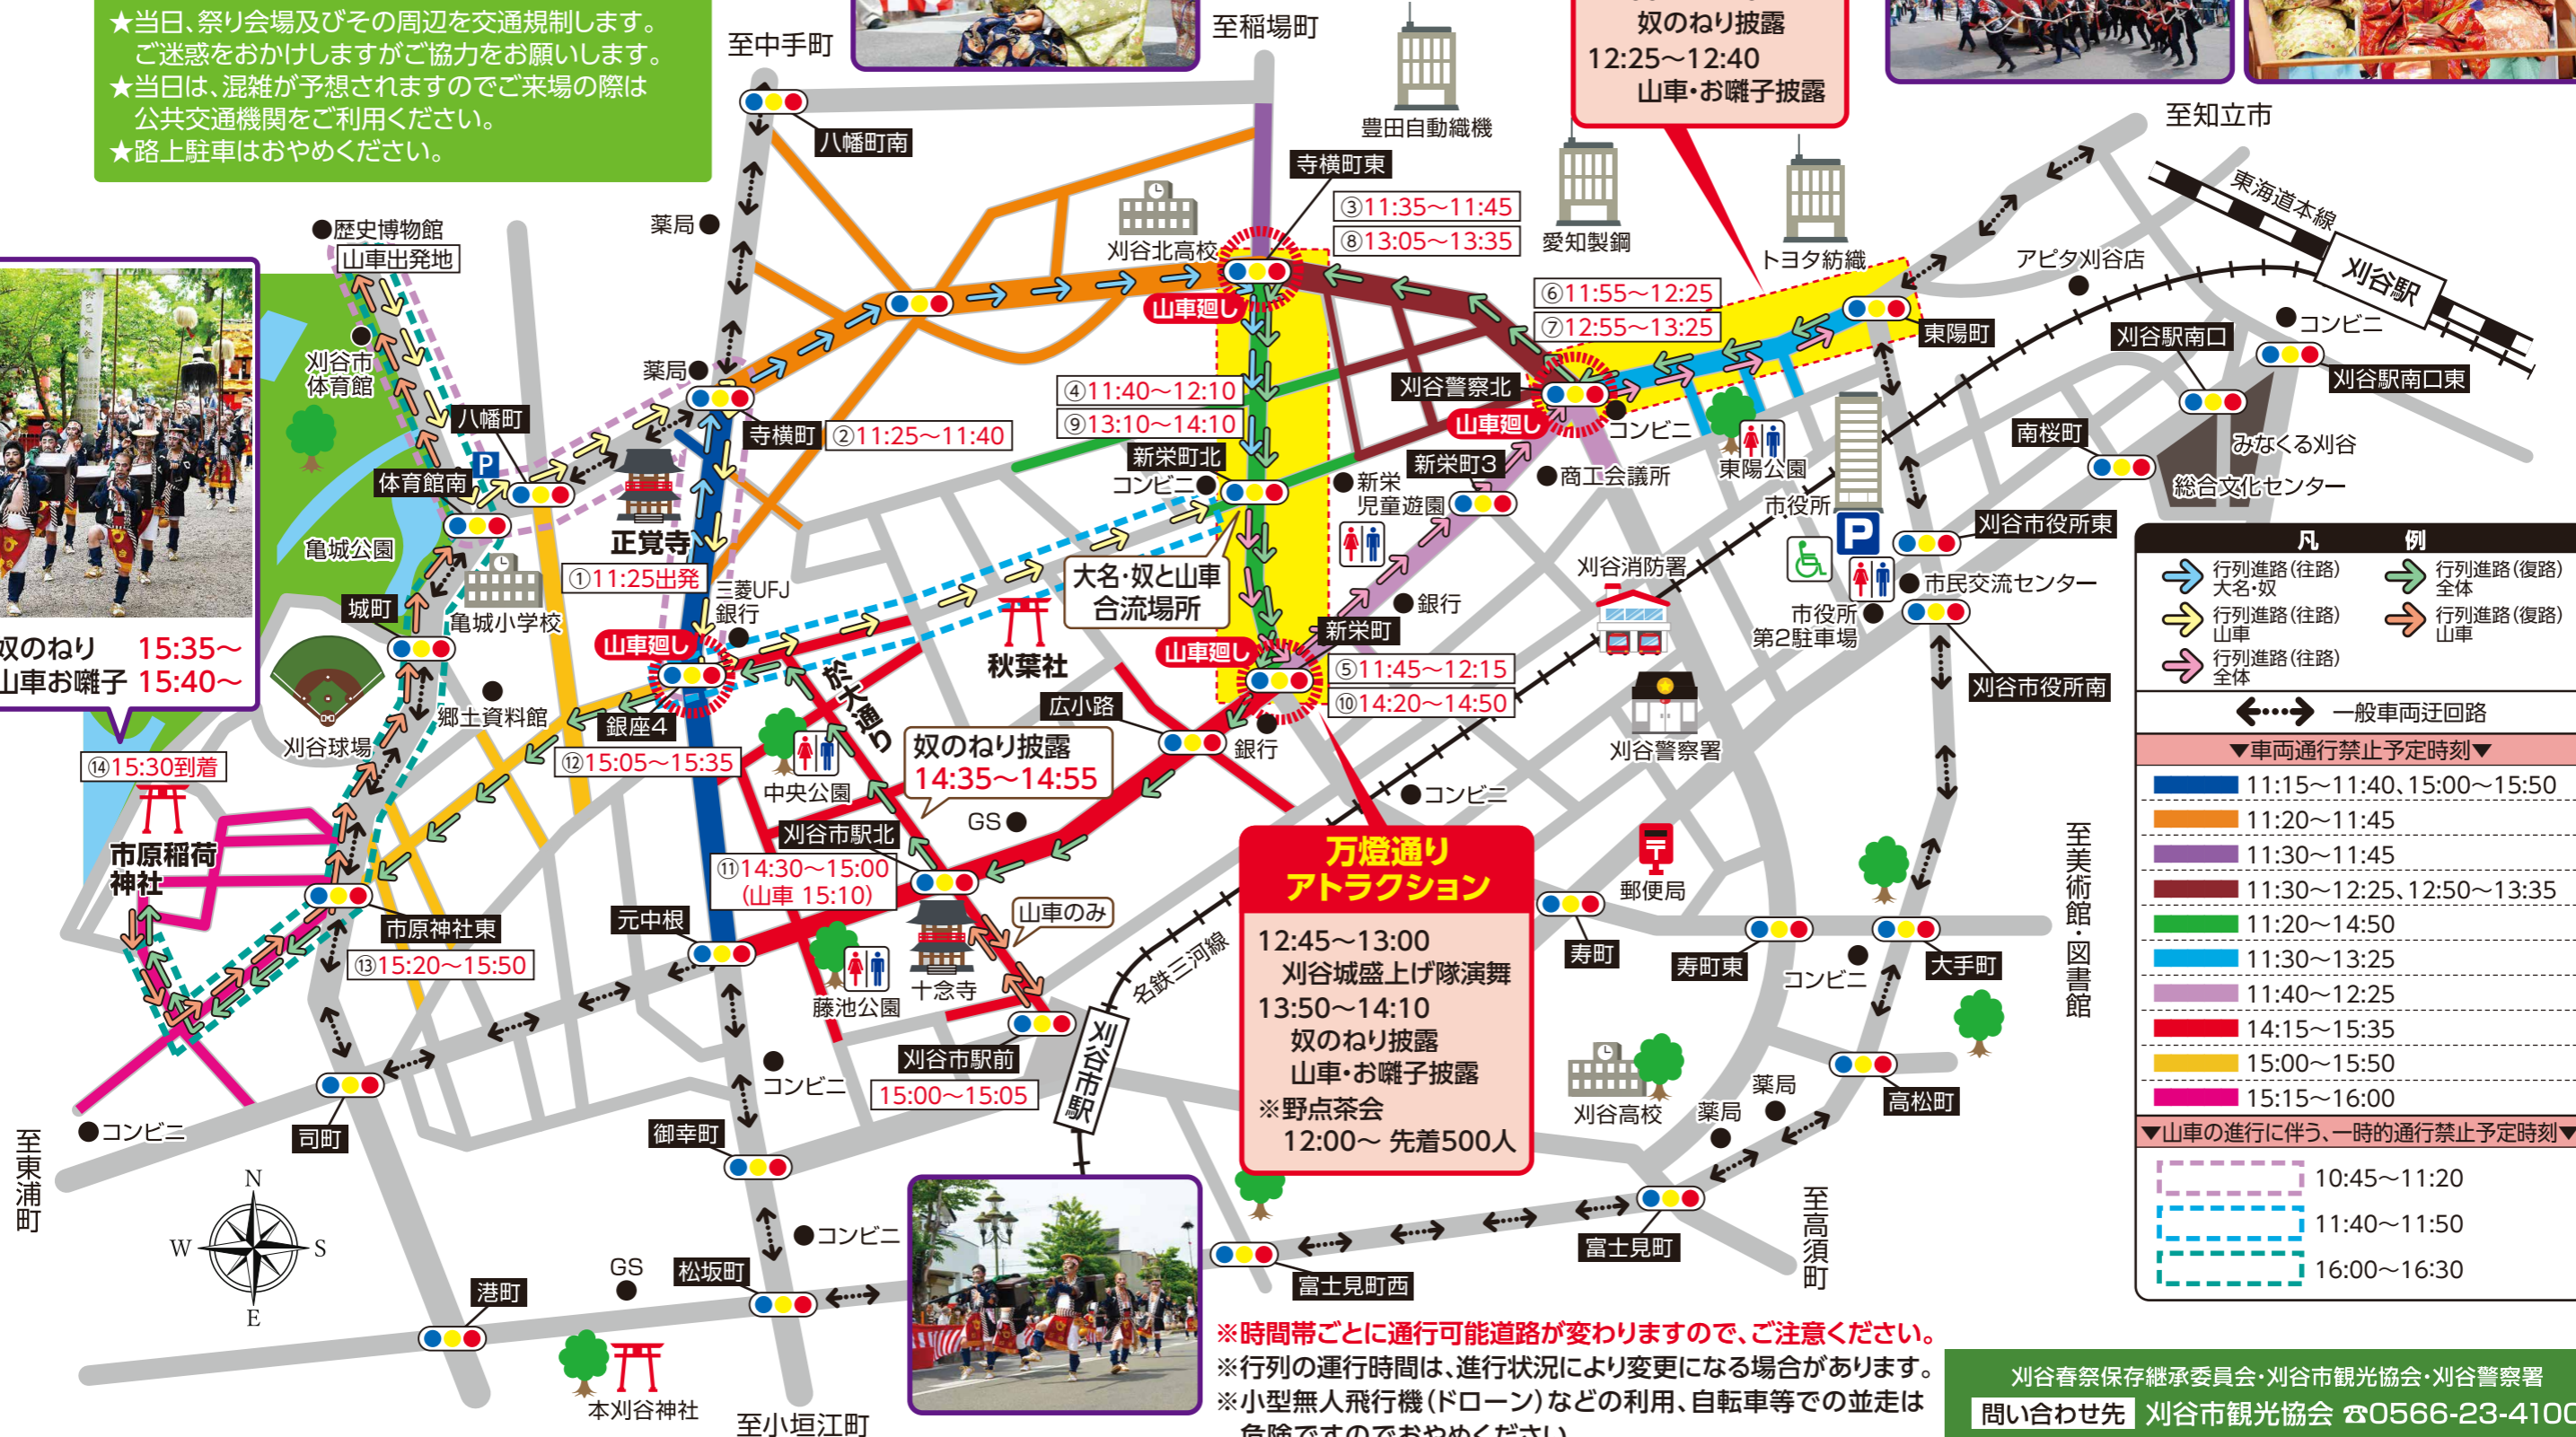 ★当日、祭り会場及びその周辺を交通規制します。
ご迷惑をおかけしますがご協力をお願いします。
★当日は、混雑が予想されますのでご来場の際は
公共交通機関をご利用ください。
★路上駐車はおやめください。
至中手町
至稲場町
奴のねり披露
12:25～12:40
山車・お囃子披露
至知立市
八幡町南
豊田自動織機
寺横町東
③11:35～11:45
⑧13:05～13:35
愛知製鋼
トヨタ紡織
東海道本線
刈谷駅
アピタ刈谷店
コンビニ
刈谷駅南口
刈谷駅南口東
薬局
歴史博物館
山車出発地
刈谷北高校
山車廻し
⑥11:55～12:25
⑦12:55～13:25
東陽町
刈谷市
体育館
薬局
八幡町
P
体育館南
寺横町
②11:25～11:40
④11:40～12:10
⑨13:10～14:10
新栄町北
コンビニ
刈谷警察北
山車廻し
コンビニ
新栄町3
新栄
児童遊園
商工会議所
東陽公園
市役所
P
南桜町
みなくる刈谷
総合文化センター
刈谷市役所東
市民交流センター
市役所
第2駐車場
刈谷市役所南
亀城公園
正覚寺
①11:25出発
三菱UFJ
銀行
大名・奴と山車
合流場所
刈谷消防署
銀行
新栄町
城町
亀城小学校
山車廻し
秋葉社
山車廻し
⑤11:45～12:15
⑩14:20～14:50
奴のねり 15:35～
山車お囃子 15:40～
郷土資料館
刈谷球場
銀座4
⑫15:05～15:35
於大通り
中央公園
広小路
銀行
刈谷警察署
奴のねり披露
14:35～14:55
GS
コンビニ
⑭15:30到着
市原稲荷
神社
刈谷市駅北
⑪14:30～15:00
(山車 15:10)
市原神社東
⑬15:20～15:50
元中根
藤池公園
十念寺
山車のみ
名鉄三河線
刈谷市駅
刈谷市駅前
15:00～15:05
コンビニ
万燈通り
アトラクション
12:45～13:00
刈谷城盛上げ隊演舞
13:50～14:10
奴のねり披露
山車・お囃子披露
※野点茶会
12:00～ 先着500人
郵便局
寿町
寿町東
コンビニ
大手町
至美術館・図書館
刈谷高校
薬局
薬局
高松町
至高須町
富士見町
富士見町西
コンビニ
至東浦町
司町
御幸町
コンビニ
N
W
S
E
GS
松坂町
港町
本刈谷神社
至小垣江町
凡 例
行列進路(往路)
大名・奴
行列進路(復路)
全体
行列進路(往路)
山車
行列進路(復路)
山車
行列進路(往路)
全体
一般車両迂回路
▼車両通行禁止予定時刻▼
11:15～11:40、15:00～15:50
11:20～11:45
11:30～11:45
11:30～12:25、12:50～13:35
11:20～14:50
11:30～13:25
11:40～12:25
14:15～15:35
15:00～15:50
15:15～16:00
▼山車の進行に伴う、一時的通行禁止予定時刻▼
10:45～11:20
11:40～11:50
16:00～16:30
※時間帯ごとに通行可能道路が変わりますので、ご注意ください。
※行列の運行時間は、進行状況により変更になる場合があります。
※小型無人飛行機(ドローン)などの利用、自転車等での並走は
危険ですのでおやめください
刈谷春祭保存継承委員会・刈谷市観光協会・刈谷警察署
問い合わせ先 刈谷市観光協会 ☎0566-23-4100